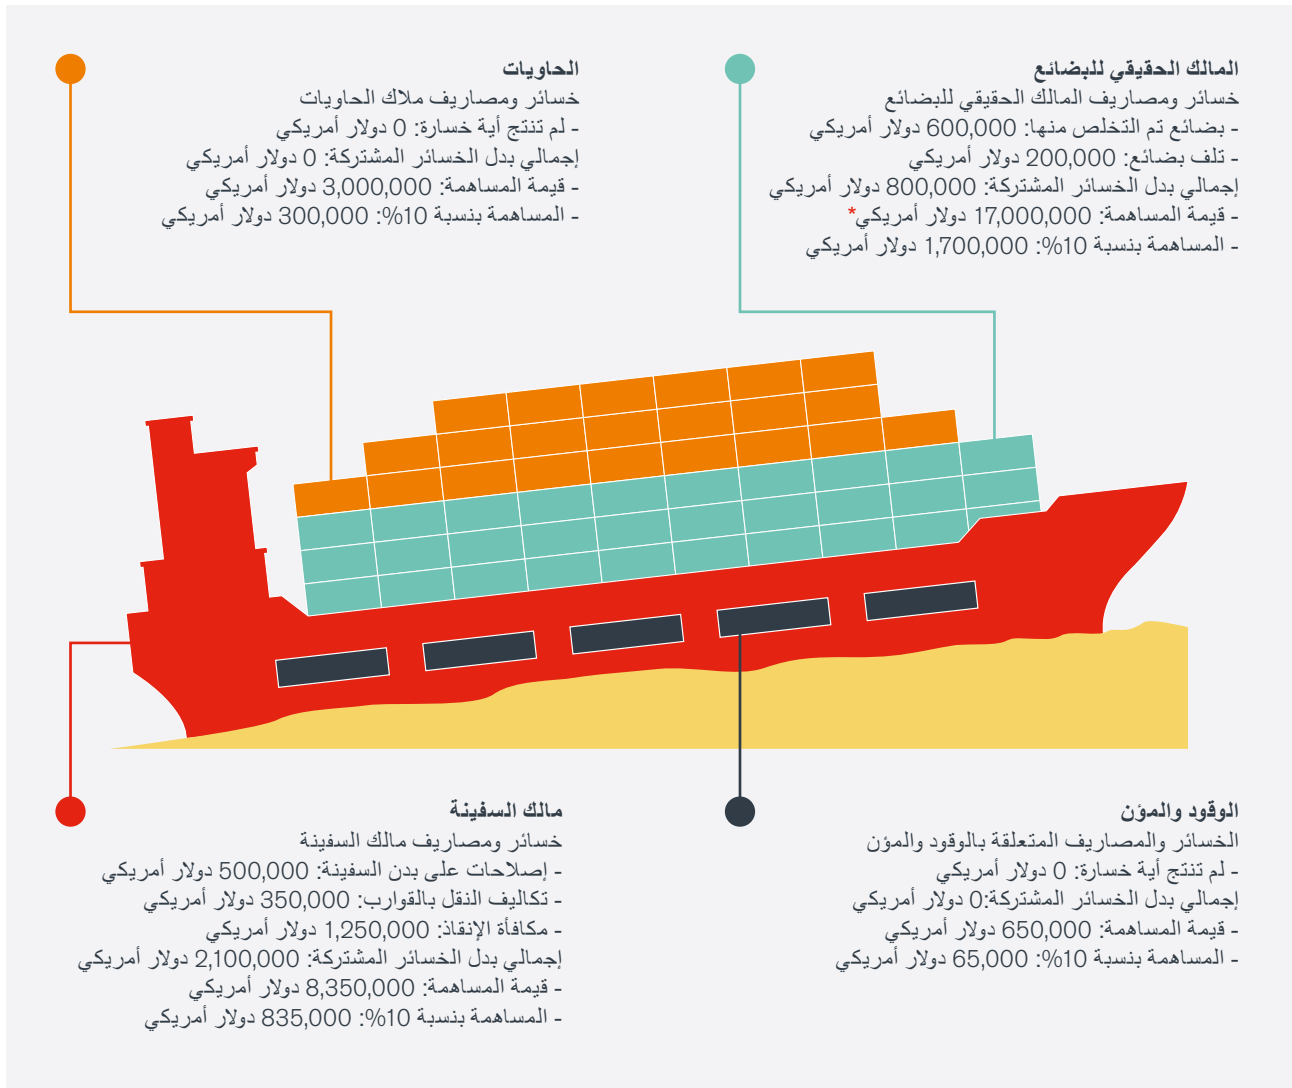 المالك الحقيقي للبضائع
خسائر ومصاريف المالك الحقيقي للبضائع
- بضائع تم التخلص منها: 600,000 دولار أمريكي
- تلف بضائع: 200,000 دولار أمريكي
إجمالي بدل الخسائر المشتركة: 800,000 دولار أمريكي
- قيمة المساهمة: 17,000,000 دولار أمريكي*
- المساهمة بنسبة 10%: 1,700,000 دولار أمريكي
الحاويات
خسائر ومصاريف ملاك الحاويات
- لم تنتج أية خسارة: 0 دولار أمريكي
إجمالي بدل الخسائر المشتركة: 0 دولار أمريكي
- قيمة المساهمة: 3,000,000 دولار أمريكي
- المساهمة بنسبة 10%: 300,000 دولار أمريكي
الوقود والمؤن
الخسائر والمصاريف المتعلقة بالوقود والمؤن
- لم تنتج أية خسارة: 0 دولار أمريكي
إجمالي بدل الخسائر المشتركة:0 دولار أمريكي
- قيمة المساهمة: 650,000 دولار أمريكي
- المساهمة بنسبة 10%: 65,000 دولار أمريكي
مالك السفينة
خسائر ومصاريف مالك السفينة
- إصلاحات على بدن السفينة: 500,000 دولار أمريكي
- تكاليف النقل بالقوارب: 350,000 دولار أمريكي
- مكافأة الإنقاذ: 1,250,000 دولار أمريكي
إجمالي بدل الخسائر المشتركة: 2,100,000 دولار أمريكي
- قيمة المساهمة: 8,350,000 دولار أمريكي
- المساهمة بنسبة 10%: 835,000 دولار أمريكي